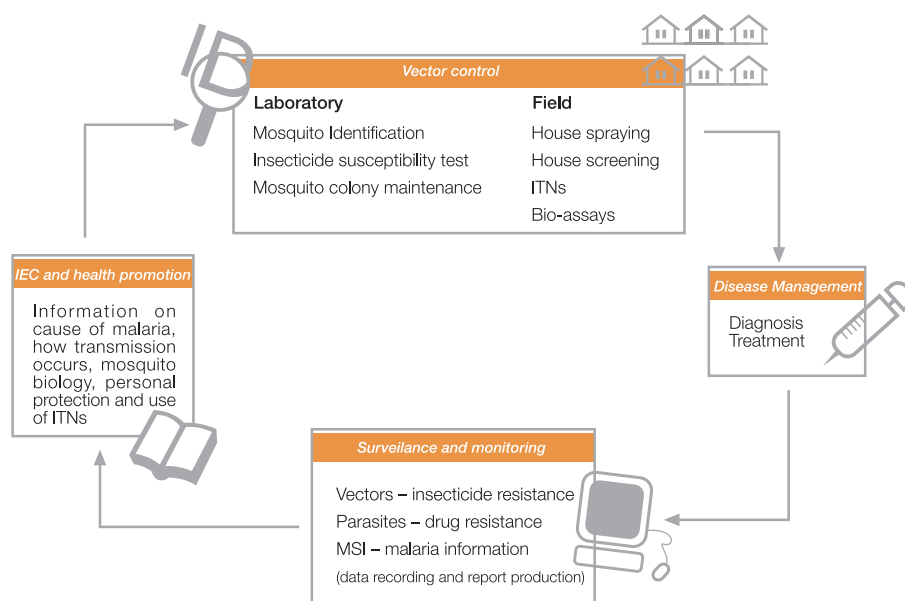 ID
Vector control
Laboratory
Mosquito Identification
Insecticide susceptibility test
Mosquito colony maintenance
Field
House spraying
House screening
ITNs
Bio-assays
Disease Management
Diagnosis
Treatment
Surveilance and monitoring
Vectors – insecticide resistance
Parasites – drug resistance
MSI – malaria information
(data recording and report production)
IEC and health promotion
Information on
cause of malaria,
how transmission
occurs, mosquito
biology, personal
protection and use
of ITNs